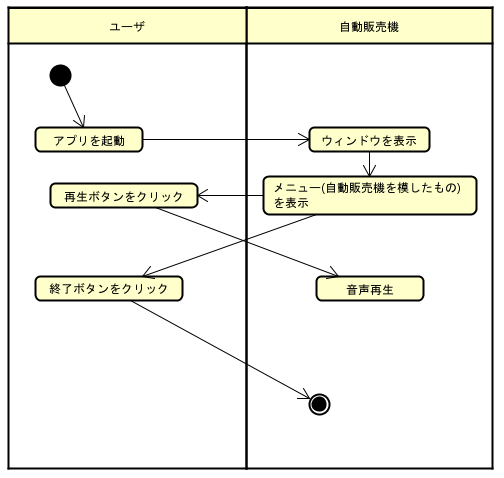 ユーザ
自動販売機
アプリを起動
ウィンドウを表示
再生ボタンをクリック
メニュー(自動販売機を模したもの)
を表示
終了ボタンをクリック
音声再生